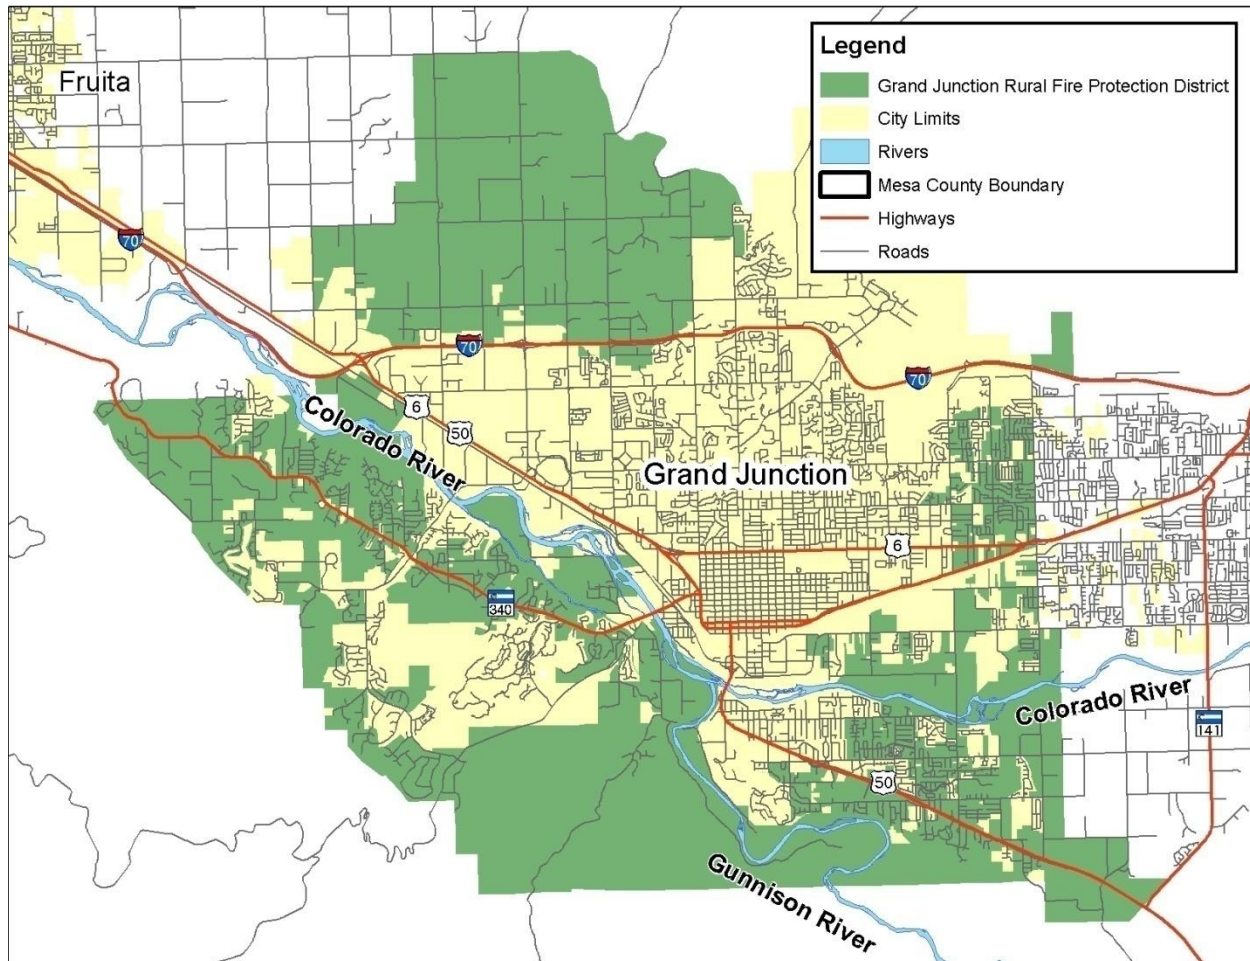 Legend
Grand Junction Rural Fire Protection District
City Limits
Rivers
Mesa County Boundary
Highways
Roads
Fruita
70
70
70
6
50
Colorado River
Grand Junction
6
340
Colorado River
141
50
Gunnison River